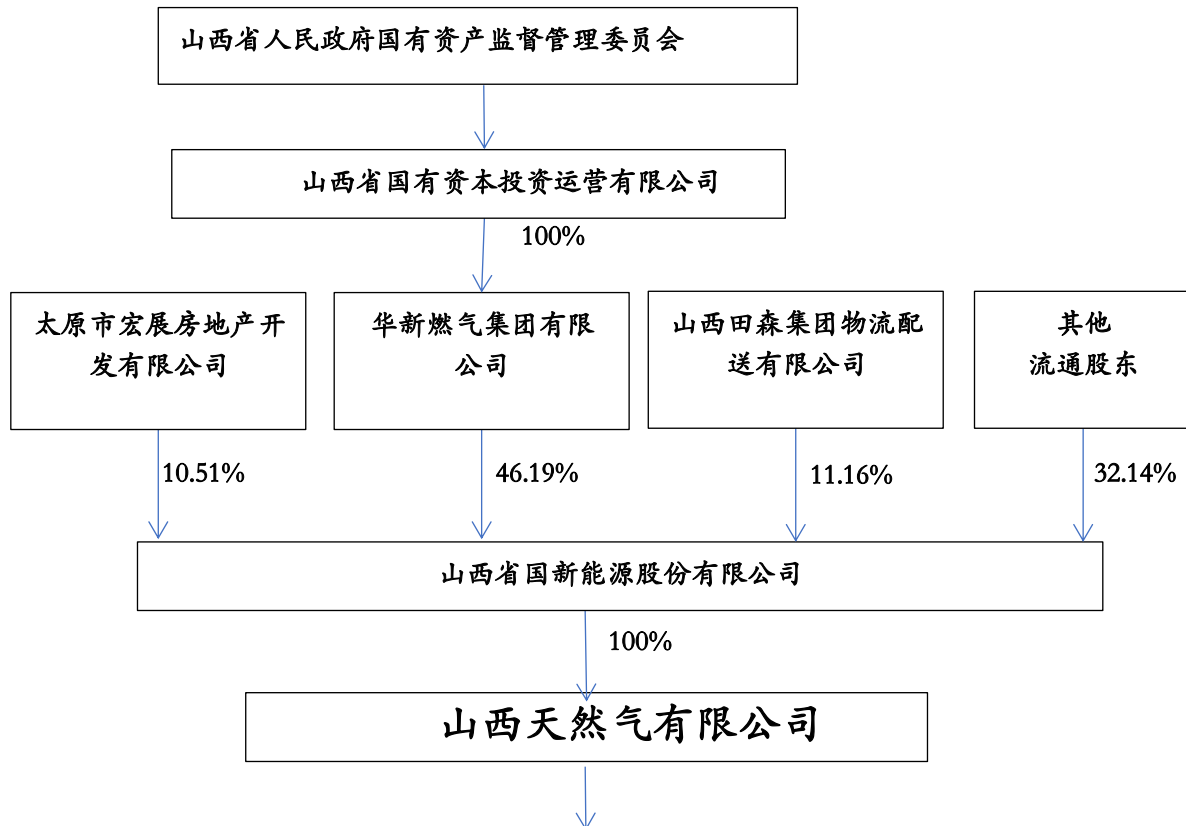 山西省人民政府国有资产监督管理委员会
山西省国有资本投资运营有限公司
100%
太原市宏展房地产开
发有限公司
华新燃气集团有限
公司
山西田森集团物流配
送有限公司
其他
流通股东
10.51%
46.19%
11.16%
32.14%
山西省国新能源股份有限公司
100%
山西天然气有限公司